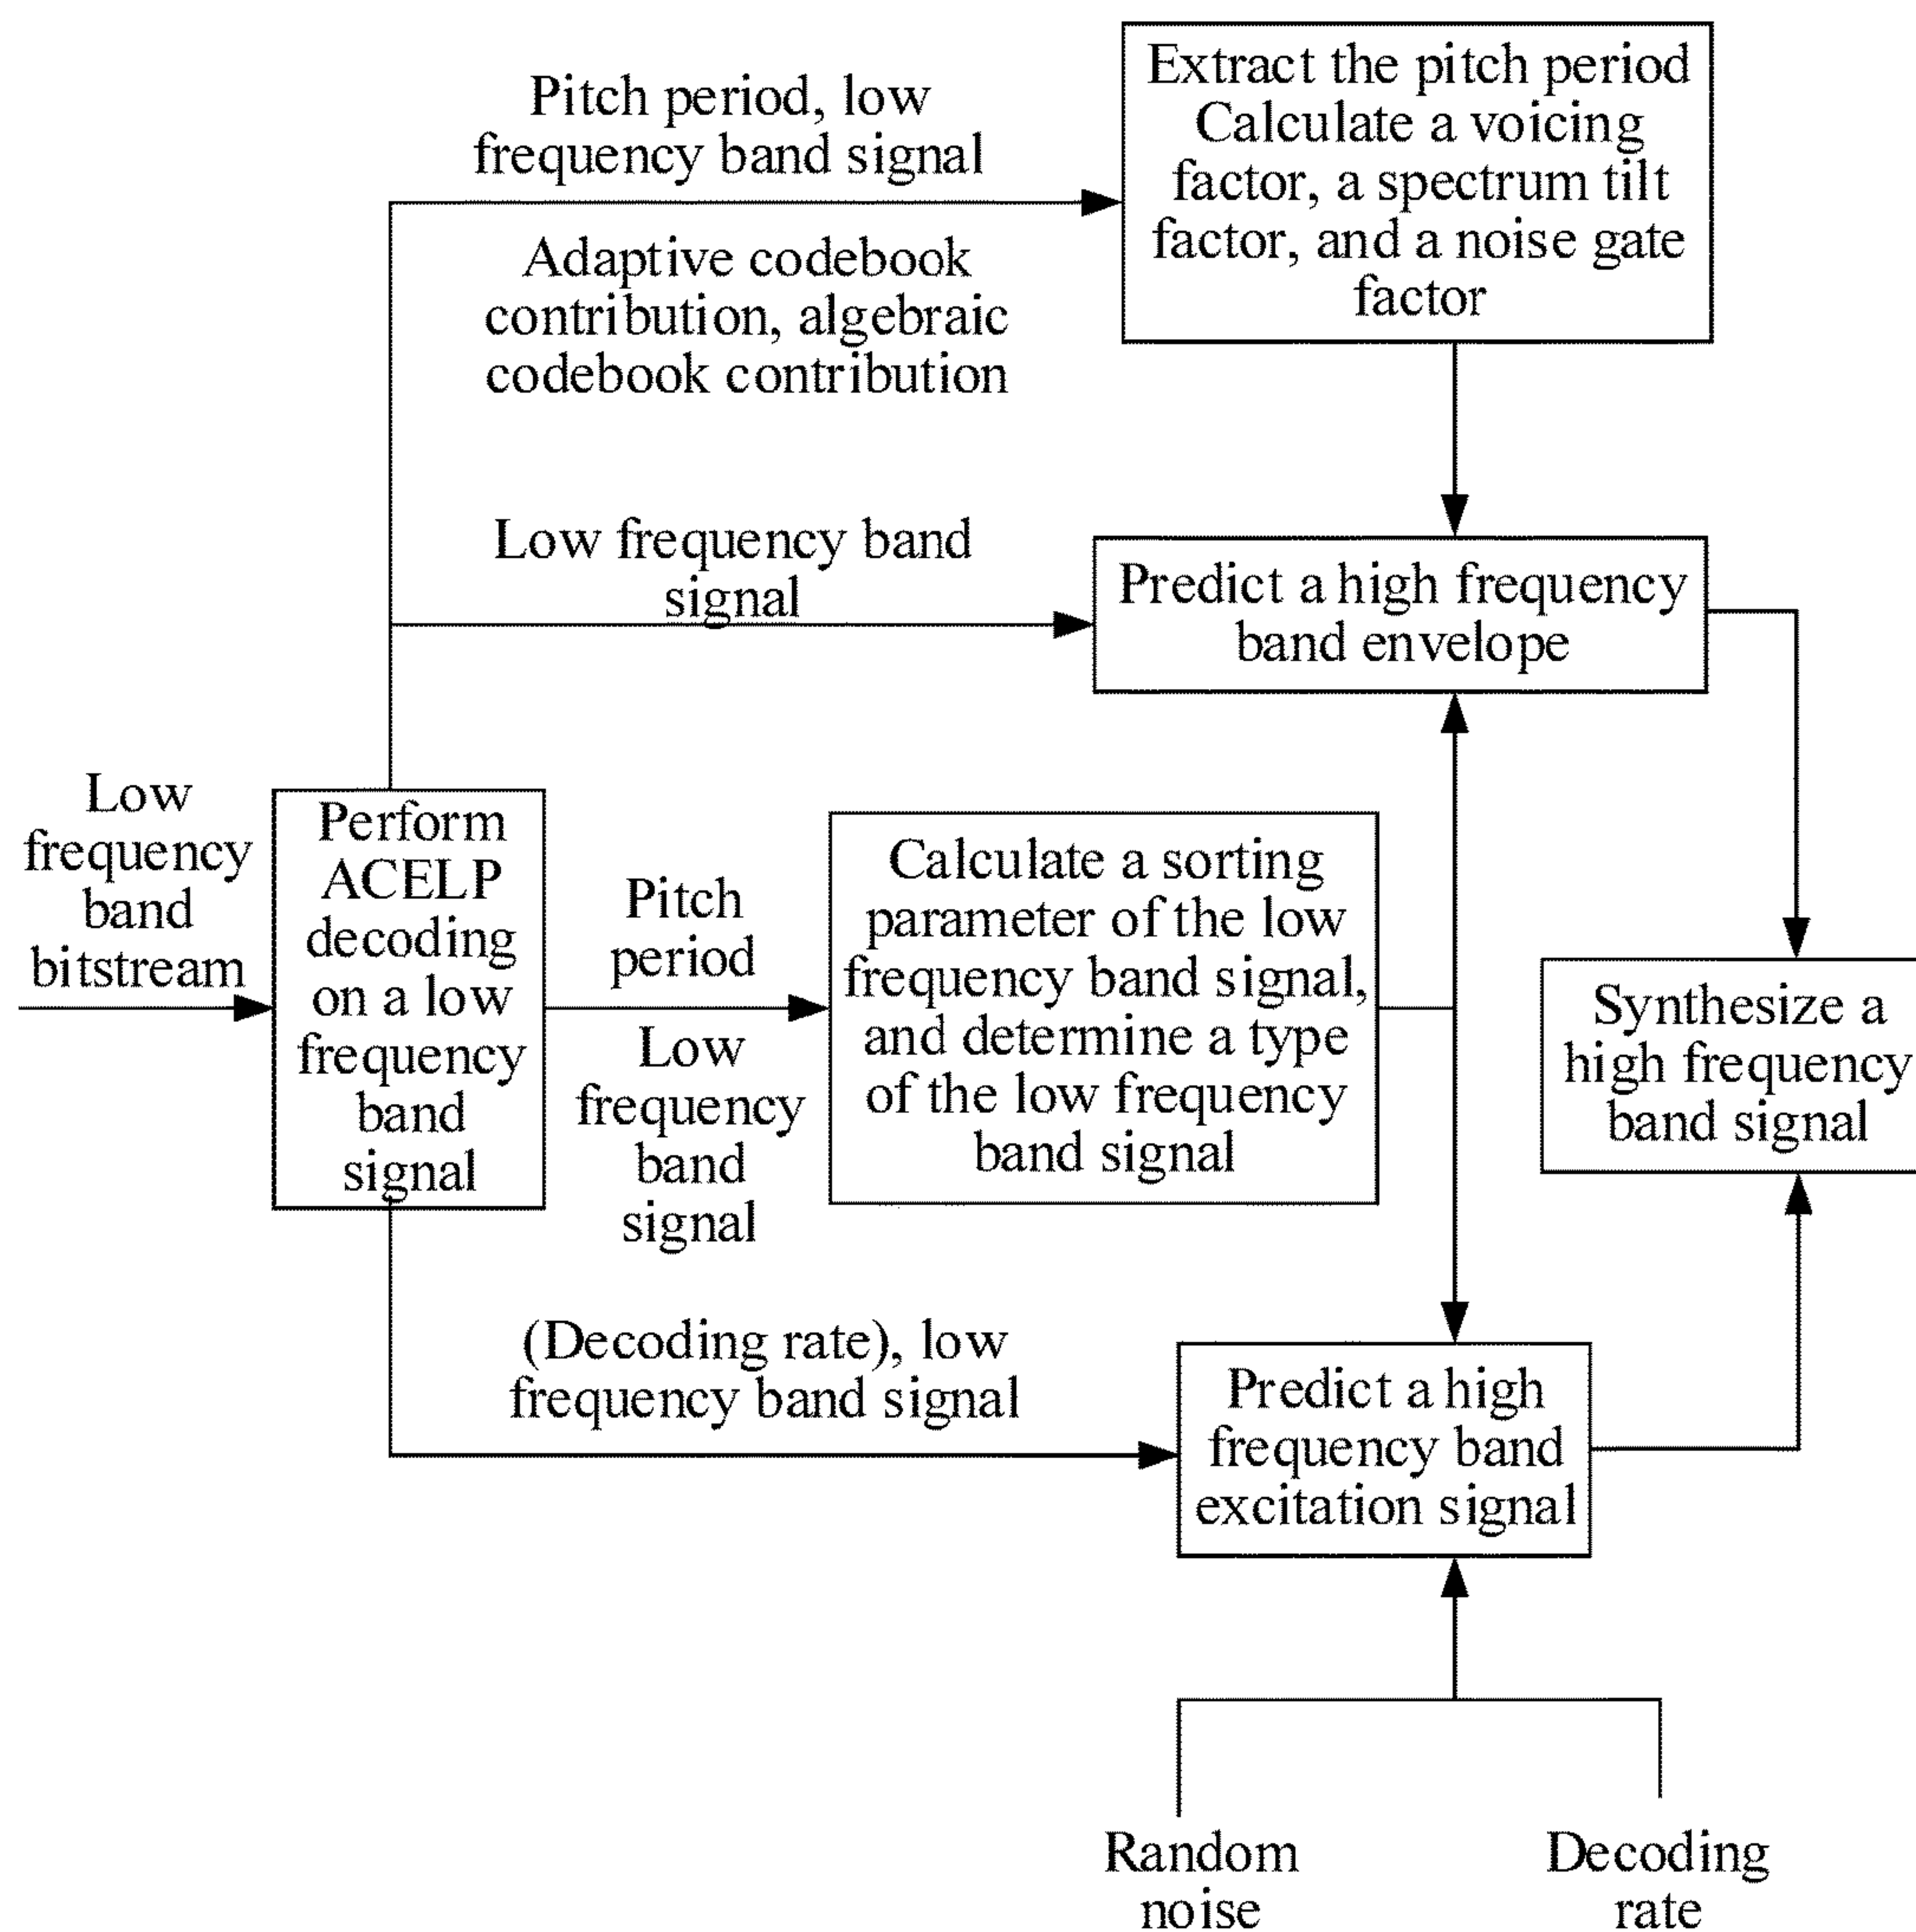 Extract the pitch period
Calculate a voicing
factor, a spectrum tilt
factor, and a noise gate
factor
Pitch period, low
frequency band signal
Adaptive codebook
contribution, algebraic
codebook contribution
Low frequency band
signal
Predict a high frequency
band envelope
Low
frequency
band
bitstream
Perform
ACELP
decoding
on a low
frequency
band
signal
Pitch
period
Low
frequency
band
signal
Calculate a sorting
parameter of the low
frequency band signal,
and determine a type
of the low frequency
band signal
Synthesize a
high frequency
band signal
(Decoding rate), low
frequency band signal
Predict a high
frequency band
excitation signal
Random
noise
Decoding
rate